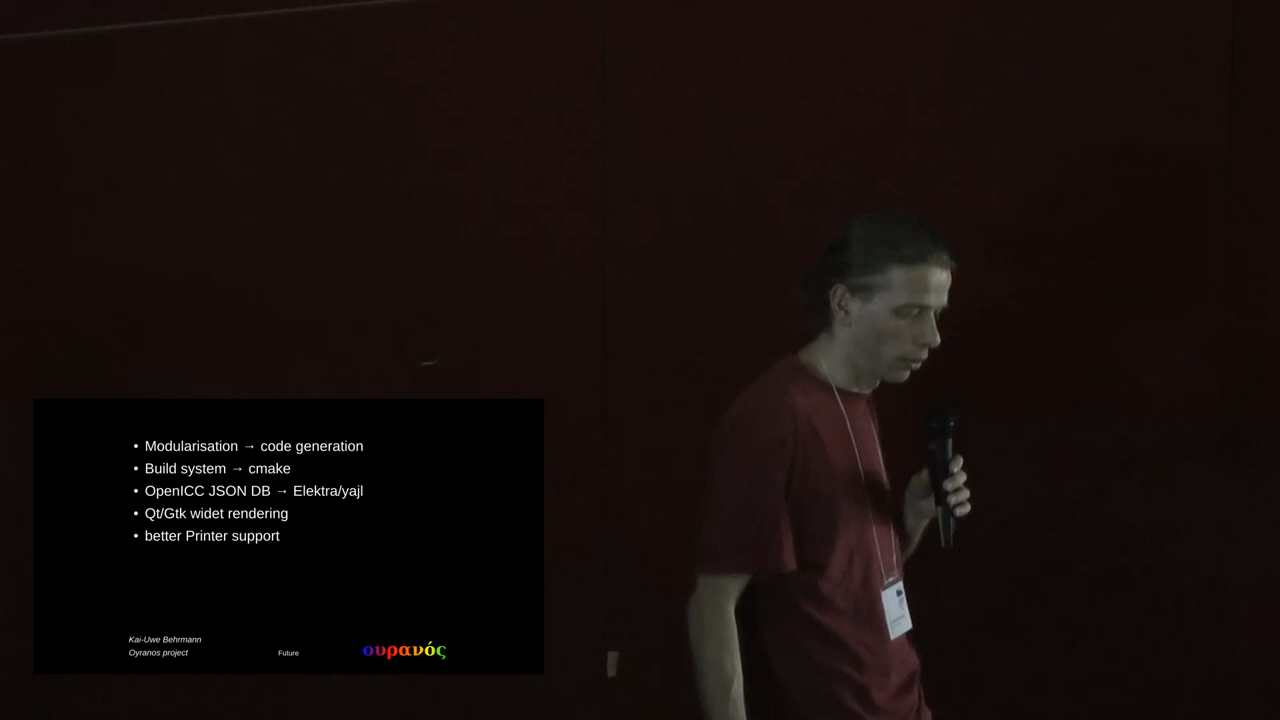 • Modularisation → code generation
• Build system → cmake
• OpenICC JSON DB → Elektra/yajl
• Qt/Gtk widet rendering
• better Printer support
Kai-Uwe Behrmann
Oyranos project
Future
ουρανός